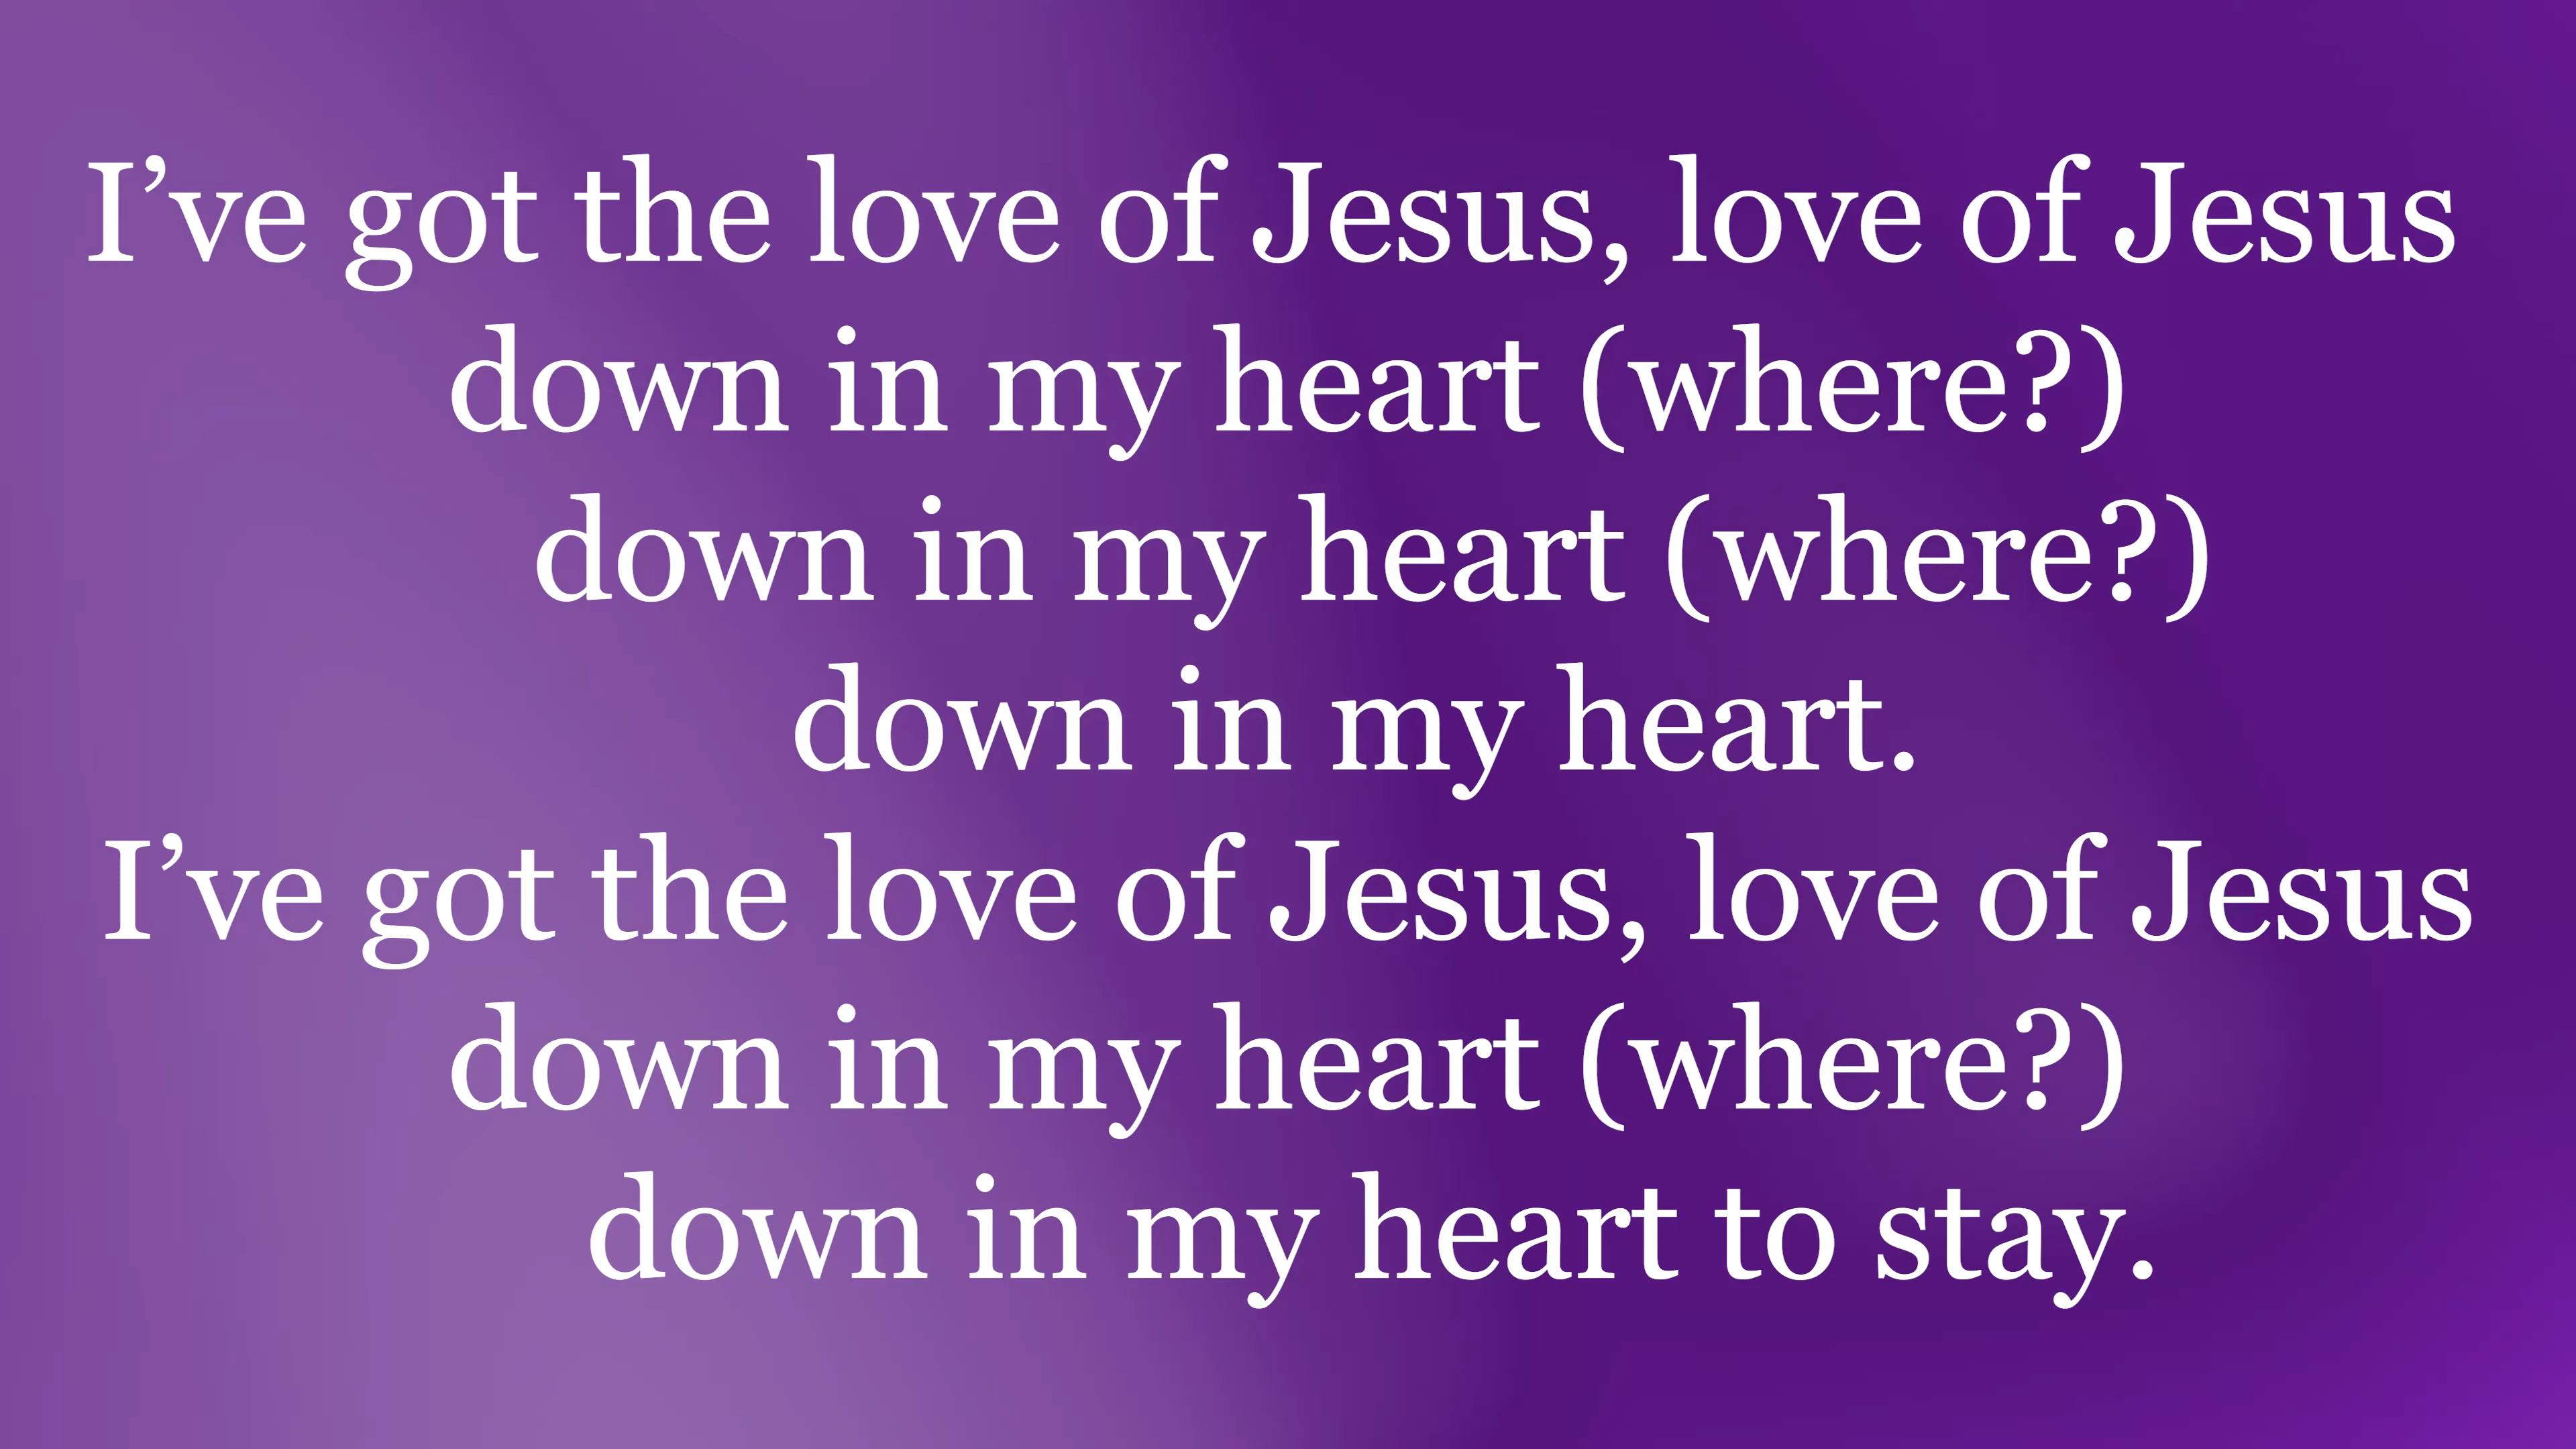 I’ve got the love of Jesus, love of Jesus
down in my heart (where?)
down in my heart (where?)
down in my heart.
I’ve got the love of Jesus, love of Jesus
down in my heart (where?)
down in my heart to stay.